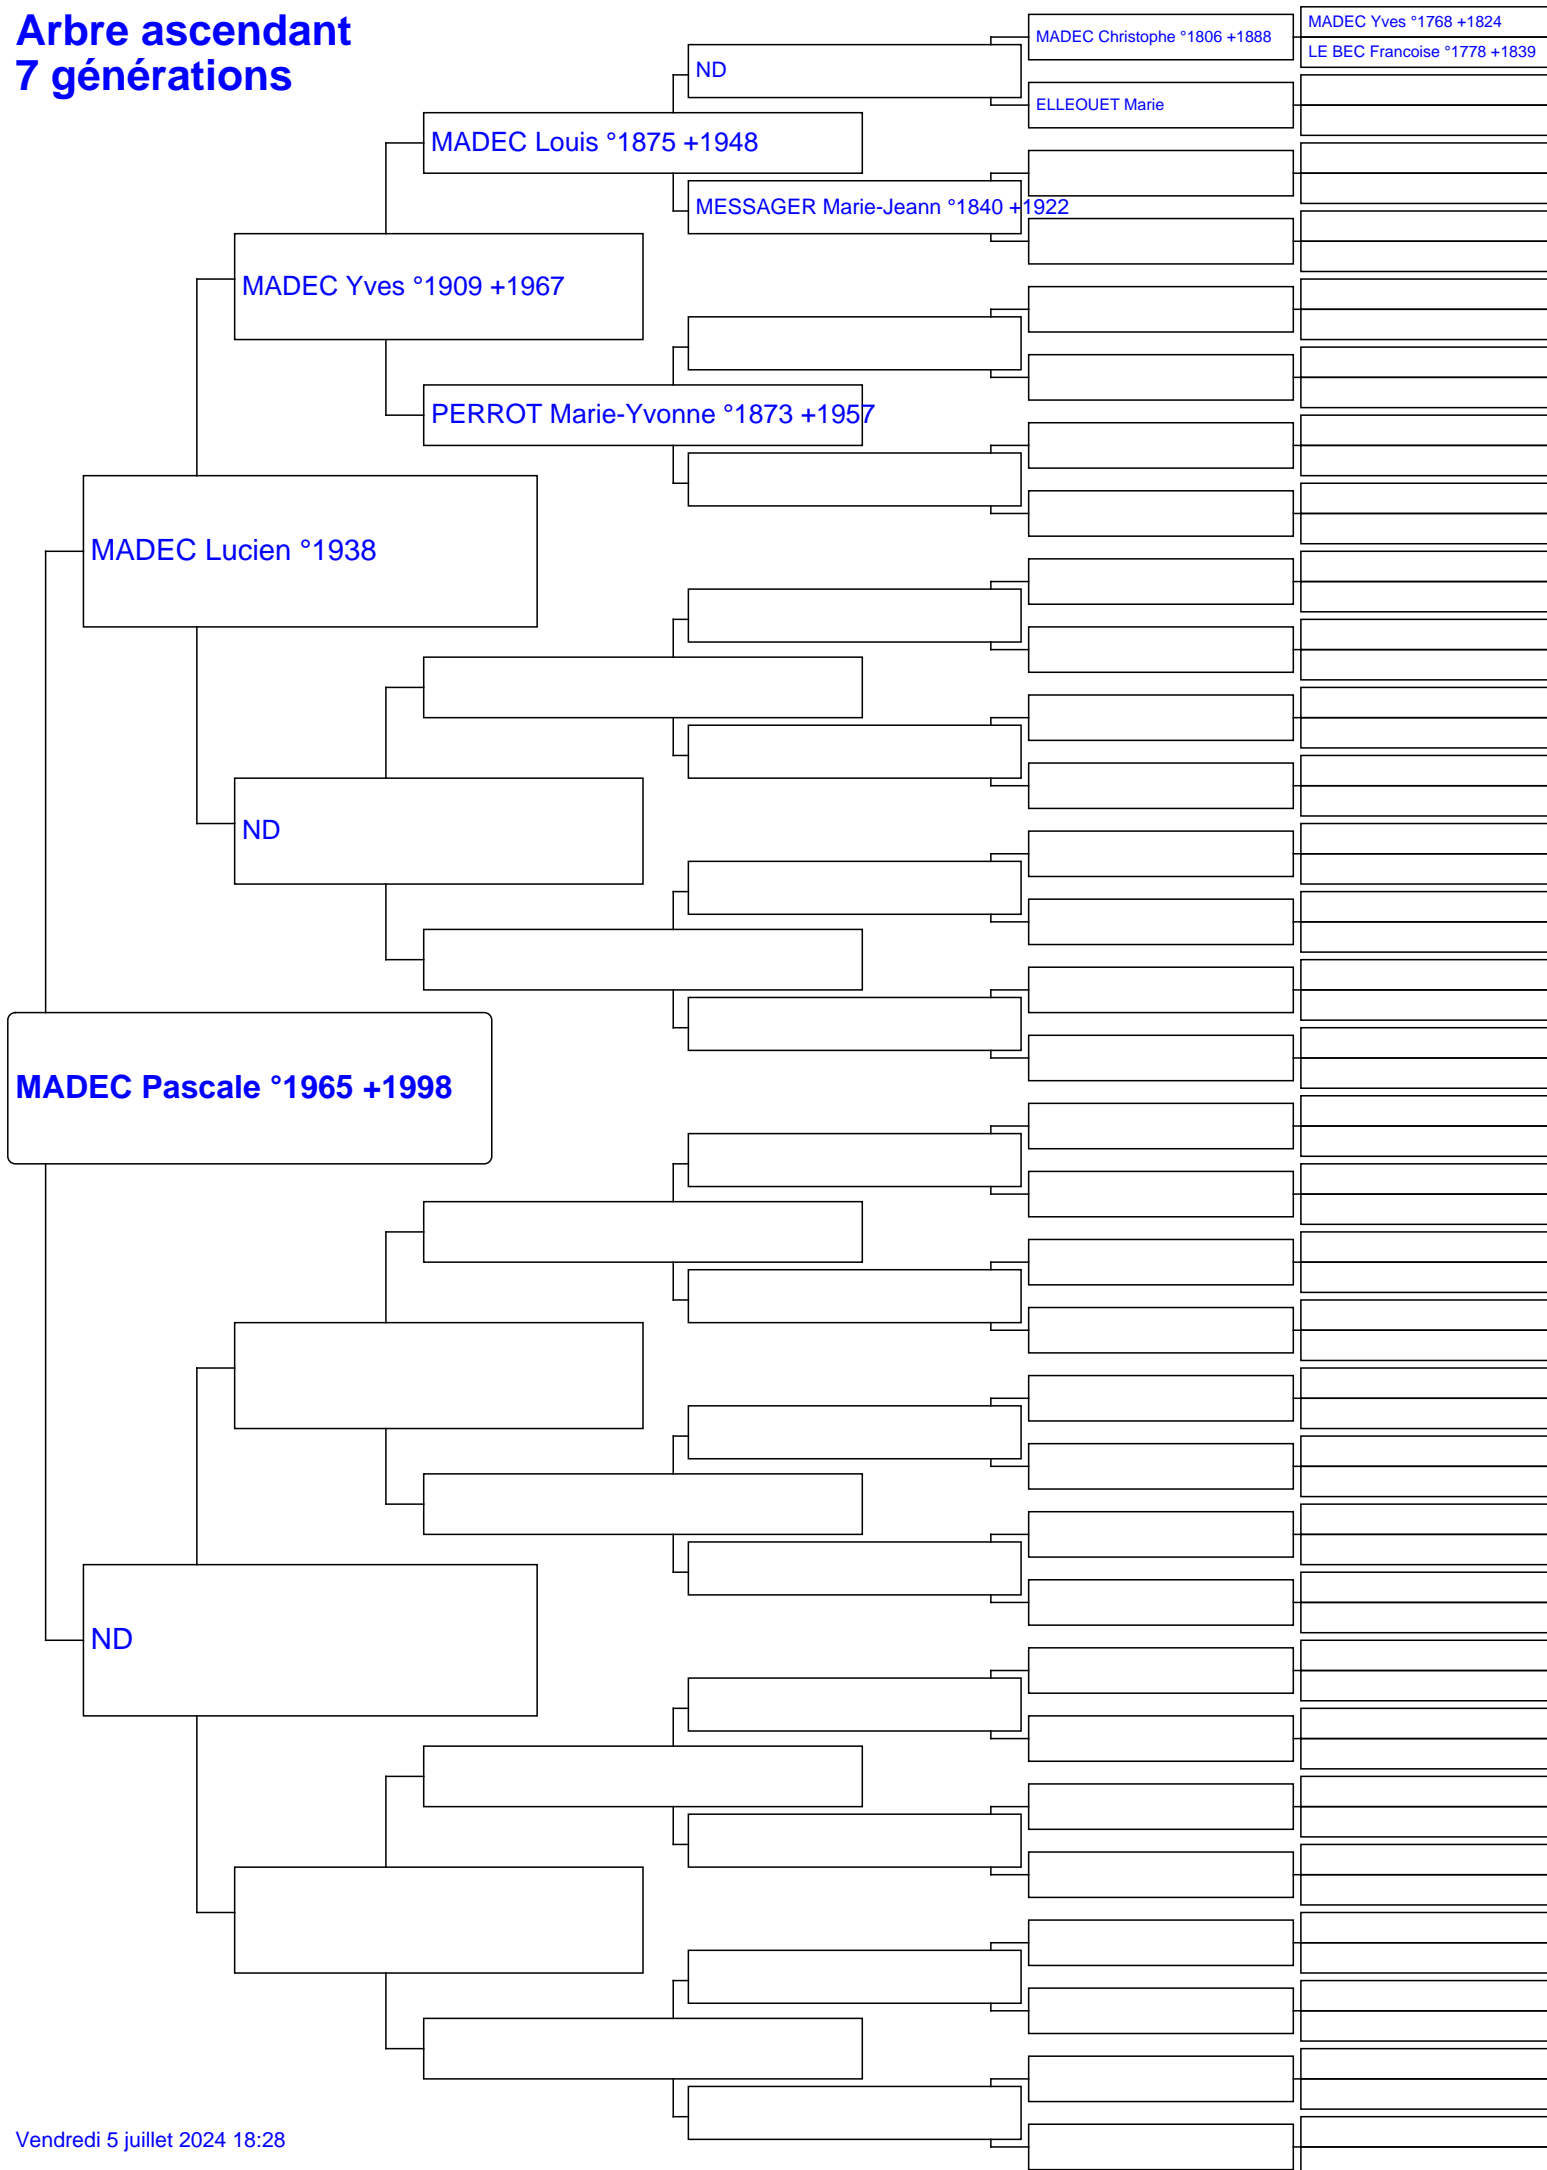 Arbre ascendant
7 générations
MADEC Yves °1768 +1824
MADEC Christophe °1806 +1888
LE BEC Francoise °1778 +1839
ND
ELLEOUET Marie
MADEC Louis °1875 +1948
MESSAGER Marie-Jeann °1840 +1922
MADEC Yves °1909 +1967
PERROT Marie-Yvonne °1873 +1957
MADEC Lucien °1938
ND
MADEC Pascale °1965 +1998
ND
Vendredi 5 juillet 2024 18:28